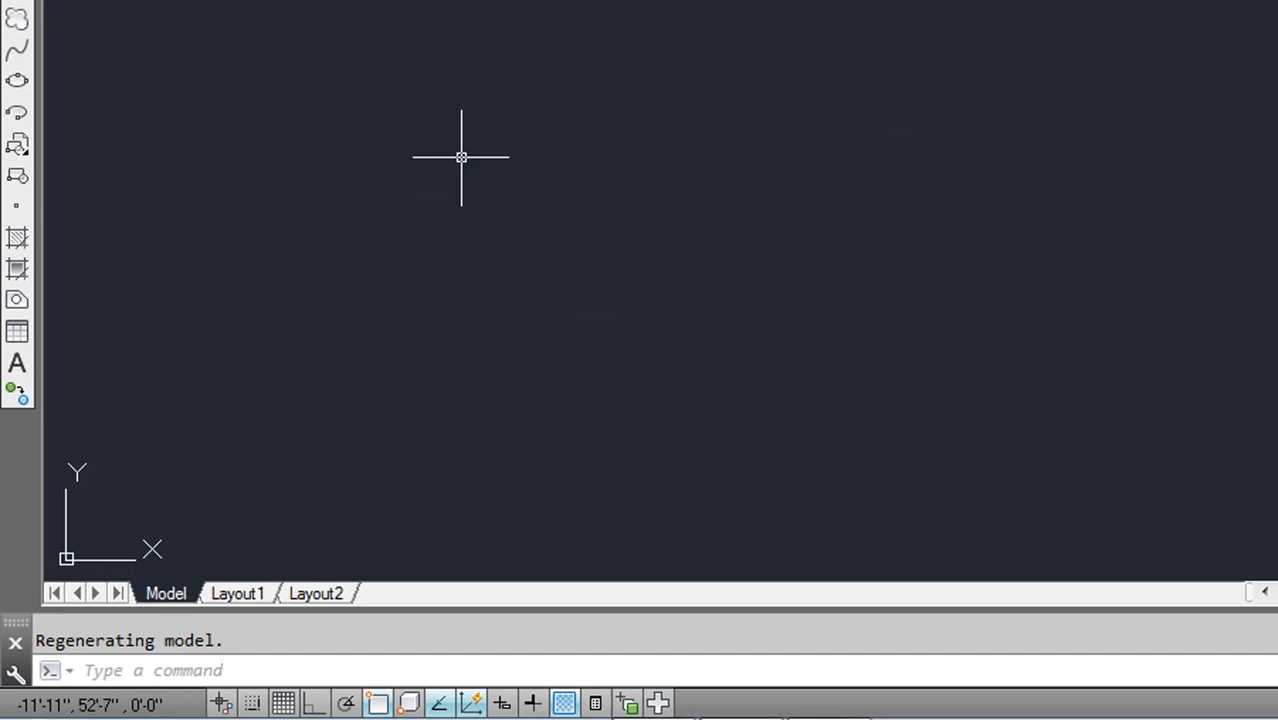 A
Y
X
Model Layout1 Layout2
Regenerating model.
Type a command
-11'-11", 52'-7" , 0'-0"